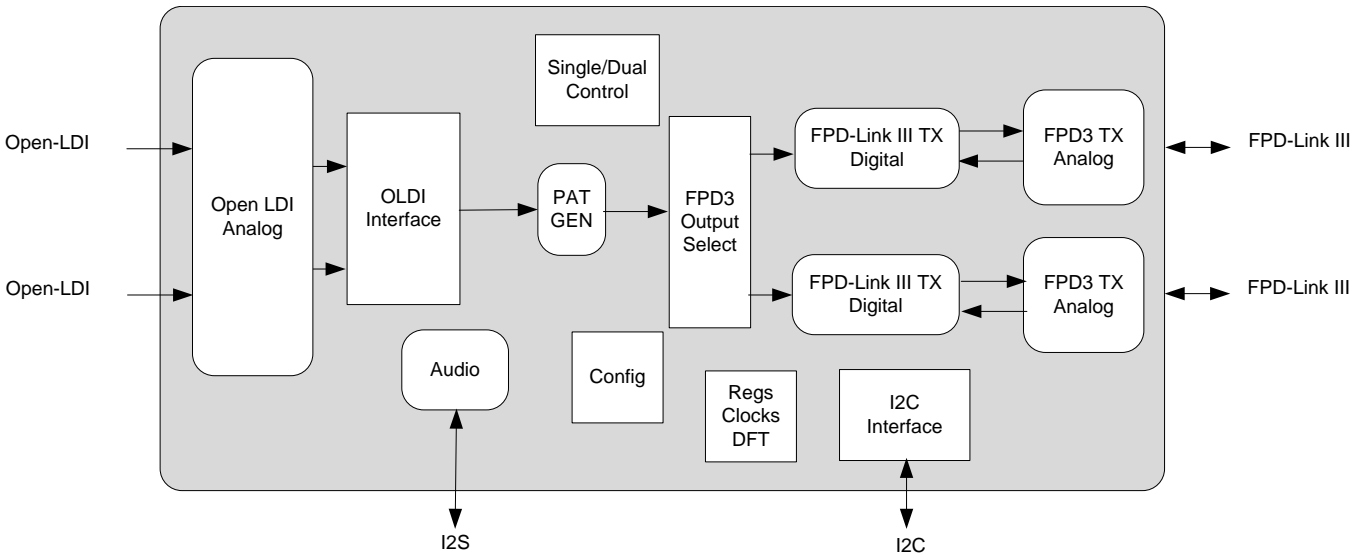 Single/Dual
Control
Open-LDI
Open-LDI
Open LDI
Analog
OLDI
Interface
PAT
GEN
FPD3
Output
Select
FPD-Link III TX
Digital
FPD3 TX
Analog
FPD-Link III
FPD-Link III TX
Digital
FPD3 TX
Analog
FPD-Link III
Audio
Config
Regs
Clocks
DFT
I2C
Interface
I2S
I2C